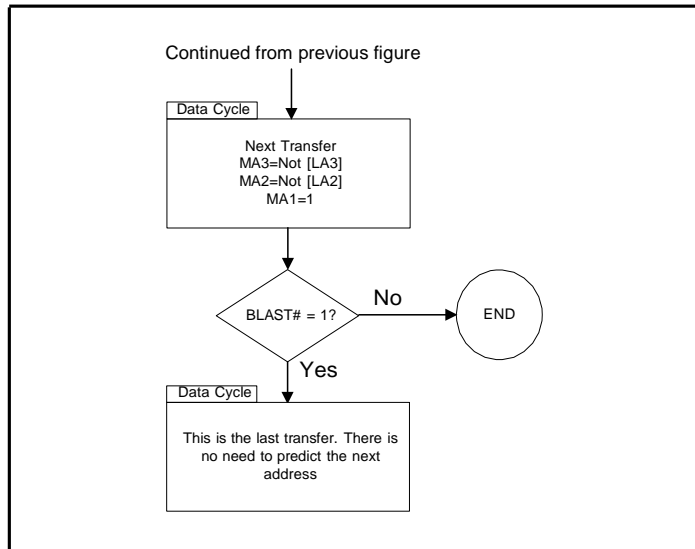 Continued from previous figure
Data Cycle
Next Transfer
MA3=Not [LA3]
MA2=Not [LA2]
MA1=1
BLAST# = 1?
No
END
Yes
Data Cycle
This is the last transfer. There is
no need to predict the next
address